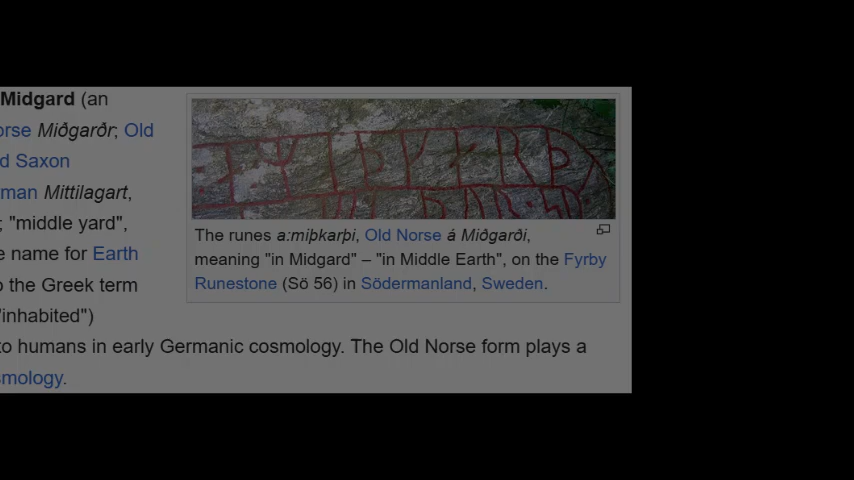 Midgard (an
orse Miðgarðr; Old
d Saxon
man Mittilagart,
; "middle yard",
e name for Earth
o the Greek term
"inhabited")
to humans in early Germanic cosmology. The Old Norse form plays a
smology.
The runes a:miþkarþi, Old Norse á Miðgarði,
meaning "in Midgard" – "in Middle Earth", on the Fyrby
Runestone (Sö 56) in Södermanland, Sweden.